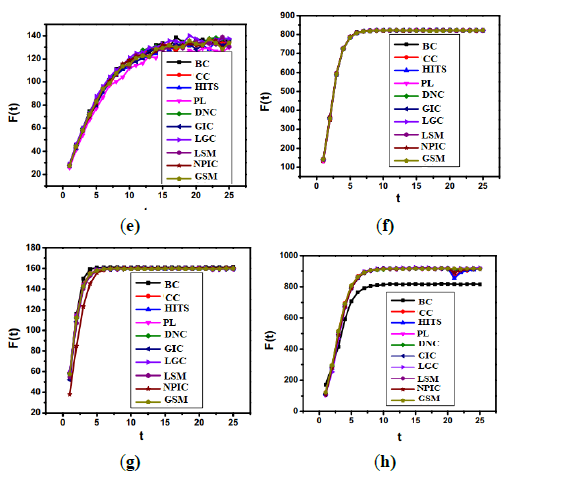 F(t)
140
120
100
80
60
40
20
0 5 10 15 20 25
BC
CC
HITS
PL
DNC
GIC
LGC
LSM
NPIC
GSM
(e)
F(t)
900
800
700
600
500
400
300
200
100
0 5 10 15 20 25
t
BC
CC
HITS
PL
DNC
GIC
LGC
LSM
NPIC
GSM
(f)
F(t)
180
160
140
120
100
80
60
40
20
0 5 10 15 20 25
t
BC
CC
HITS
PL
DNC
GIC
LGC
LSM
NPIC
GSM
(g)
F(t)
1000
800
600
400
200
0
0 5 10 15 20 25
t
BC
CC
HITS
PL
DNC
GIC
LGC
LSM
NPIC
GSM
(h)